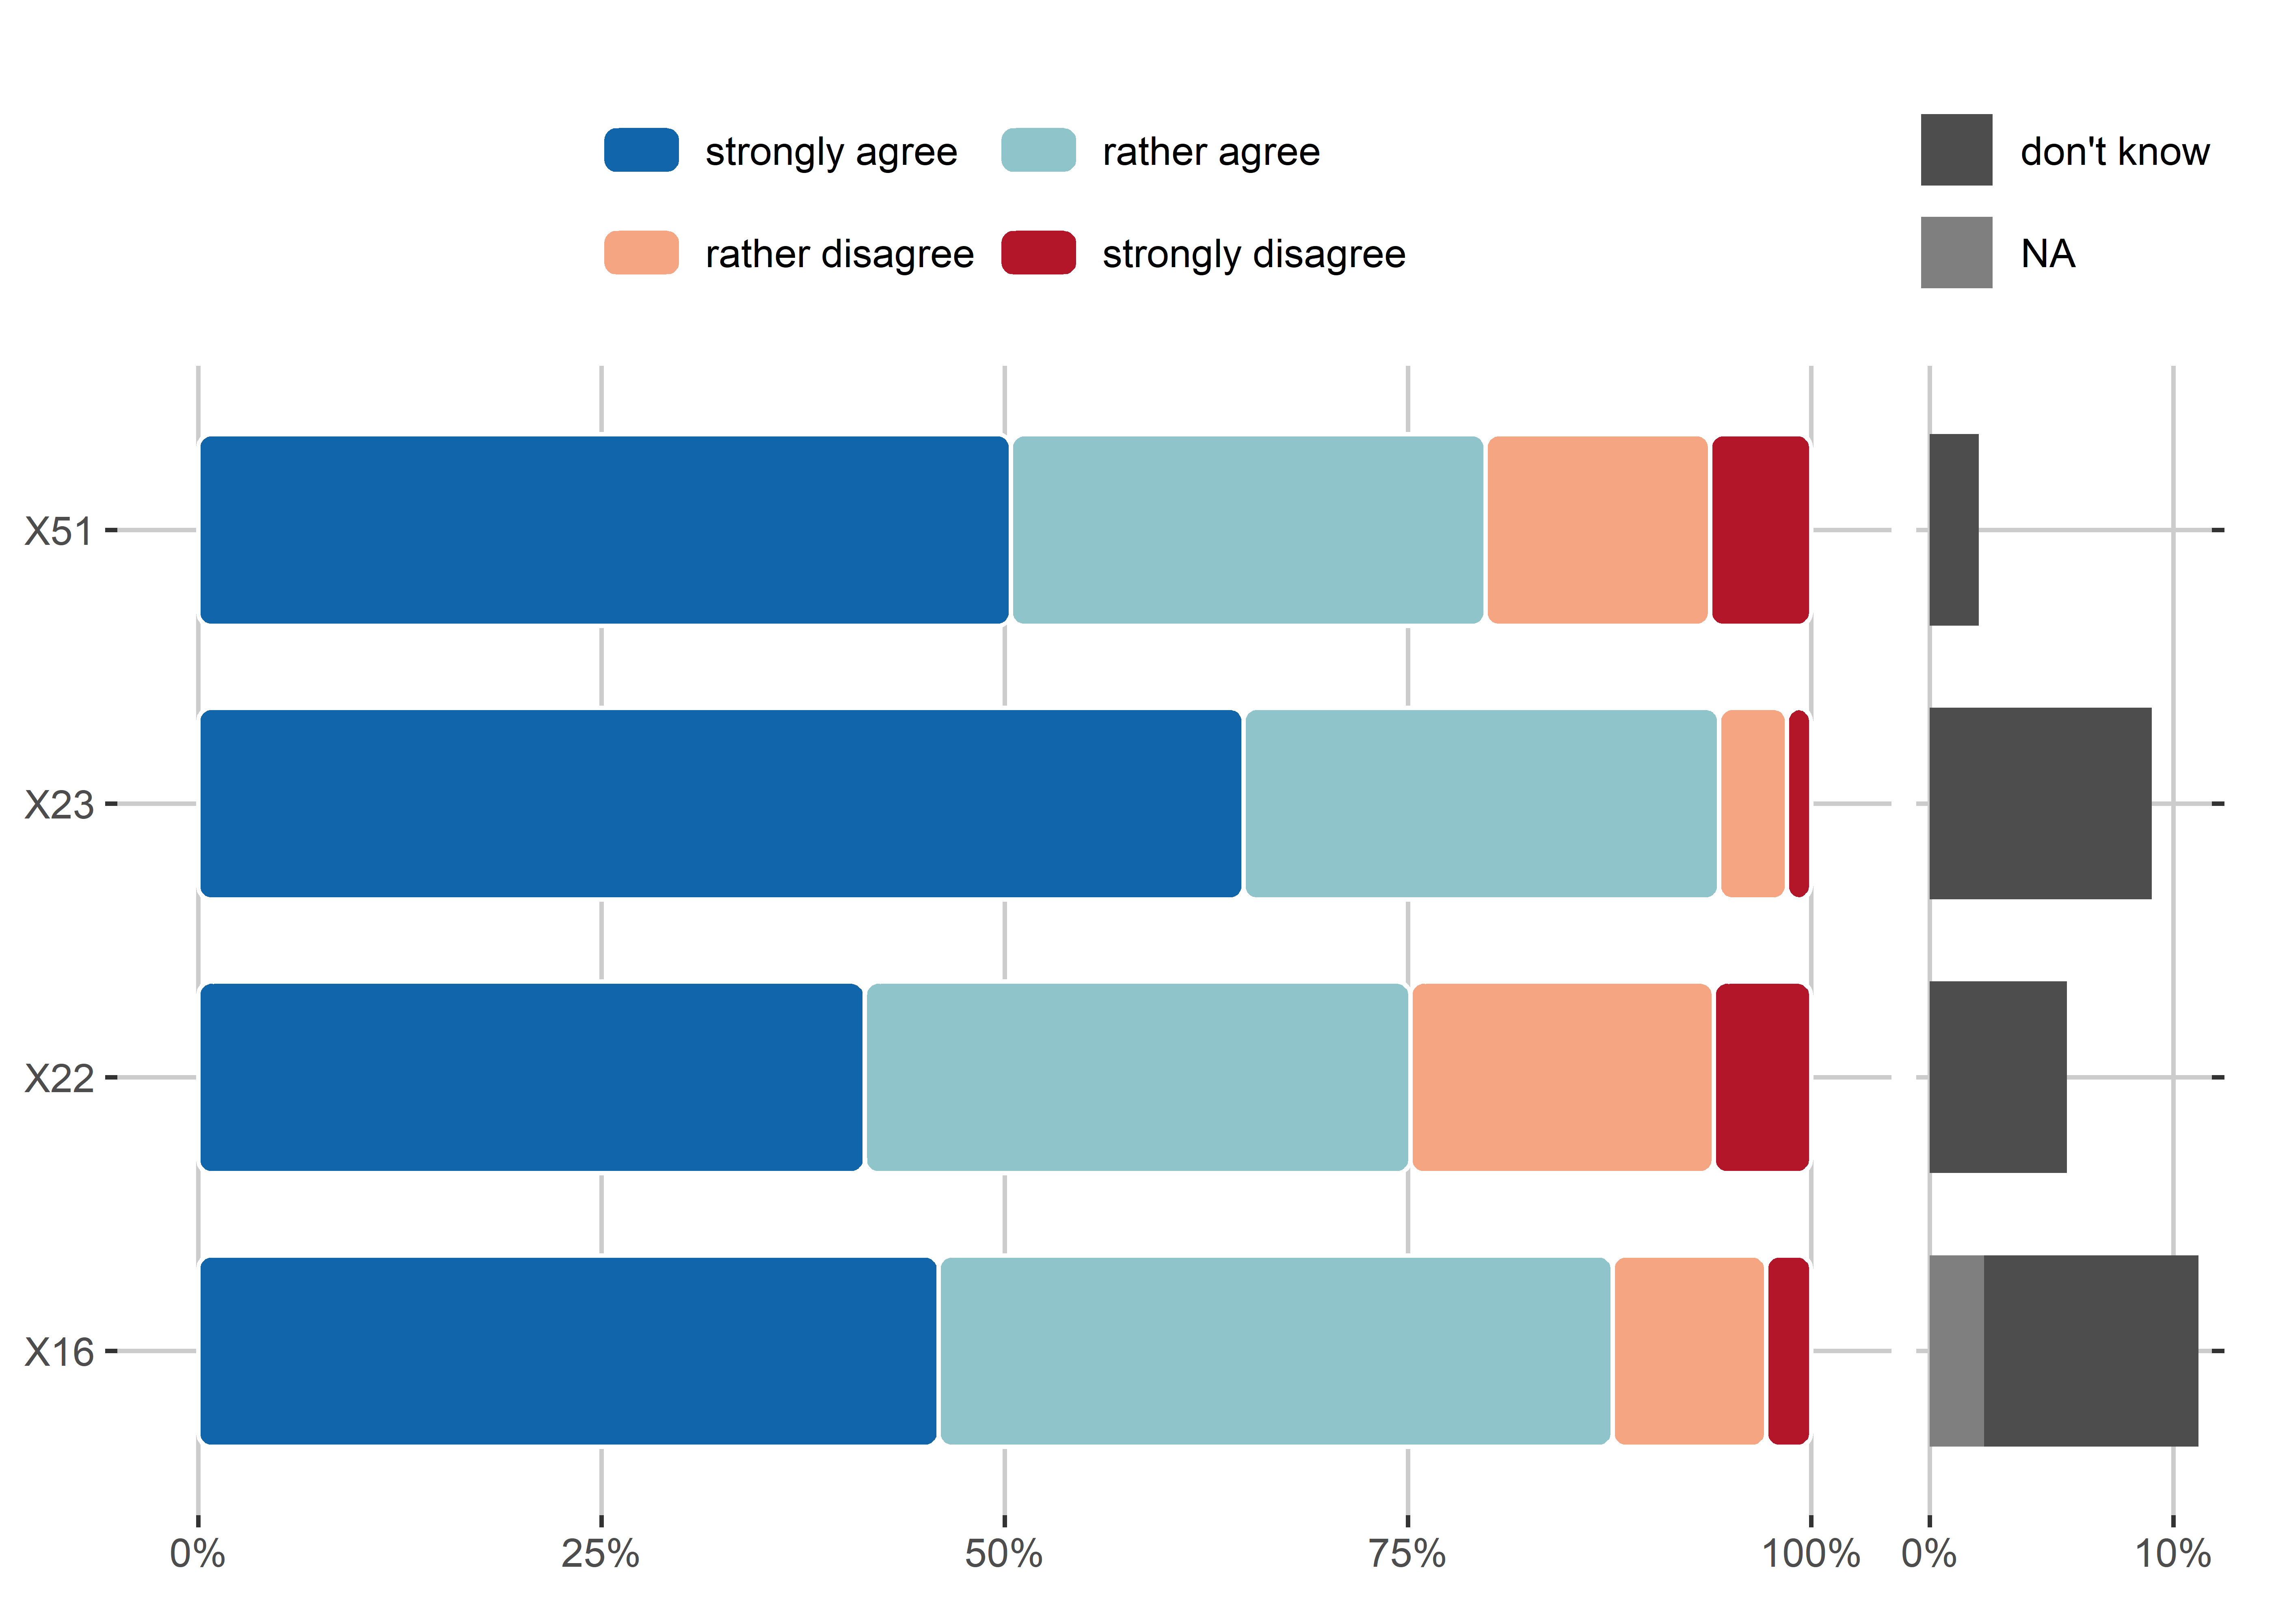 strongly agree
rather agree
don't know
rather disagree
strongly disagree
NA
X51
X23
X22
X16
0%
25%
50%
75%
100%
0%
10%